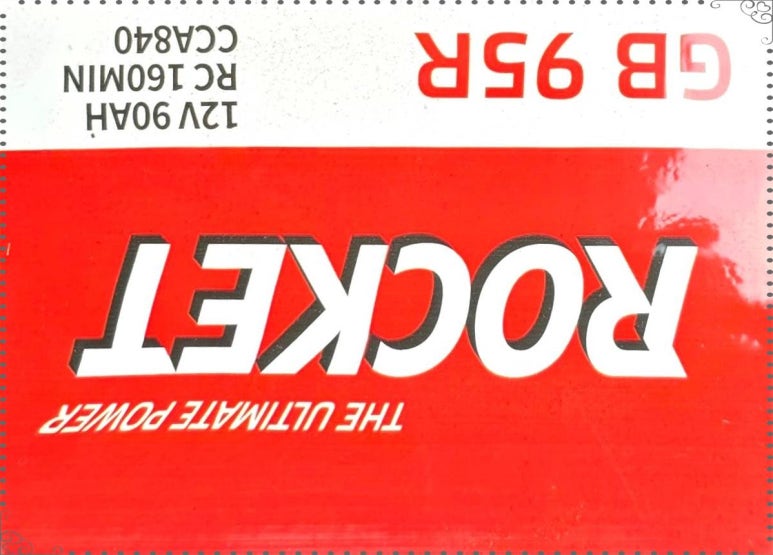 THE ULTIMATE POWER
ROCKET
GB 95R
12V 90AH
RC 160MIN
CCA840